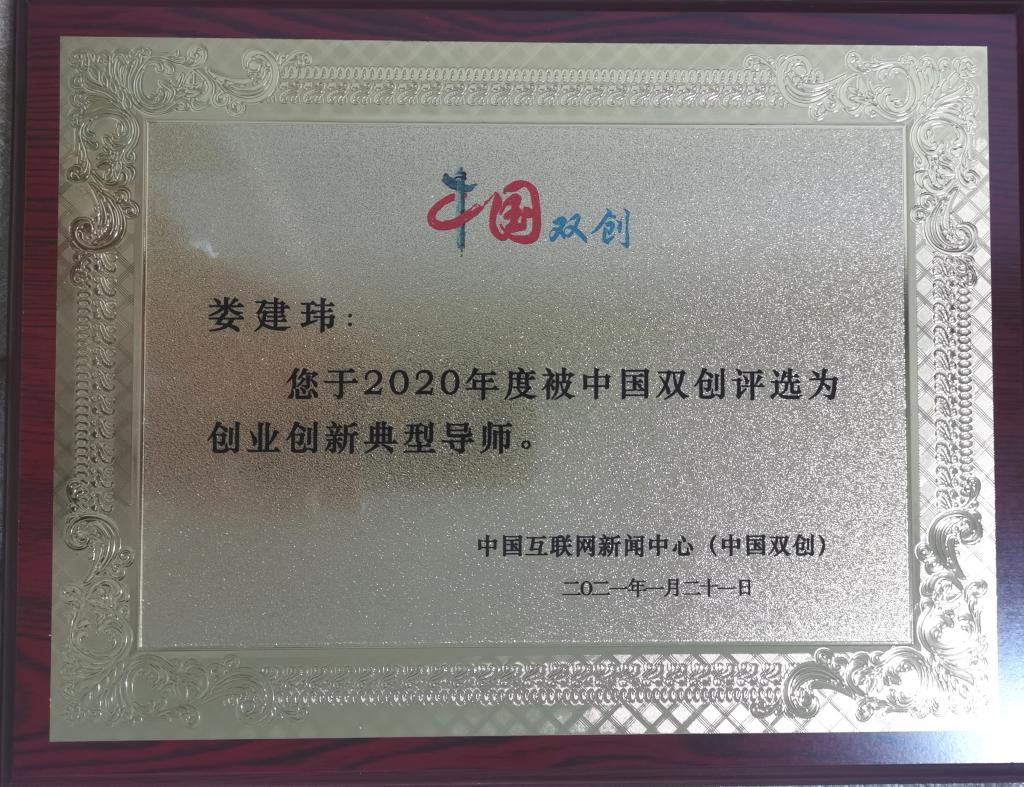 中国双创
娄建玮：
您于2020年度被中国双创评选为
创业创新典型导师。
中国互联网新闻中心（中国双创）
二〇二一年一月二十一日